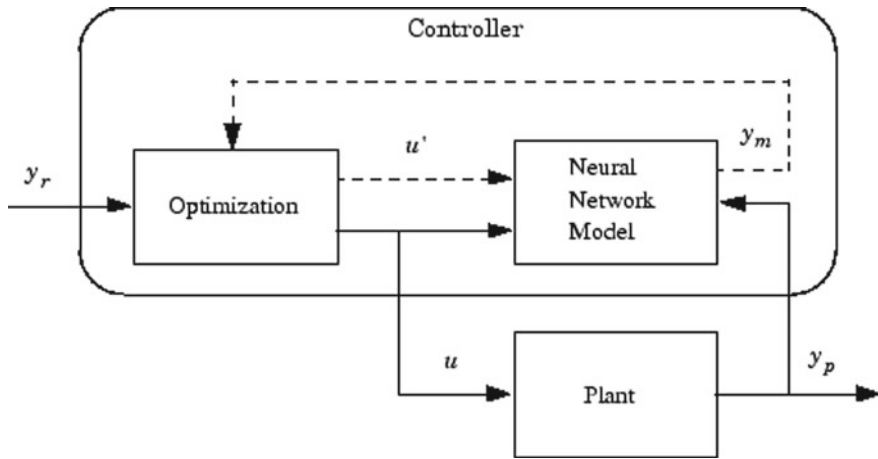 Controller
u'
y_m
y_r
Optimization
Neural
Network
Model
u
Plant
y_p